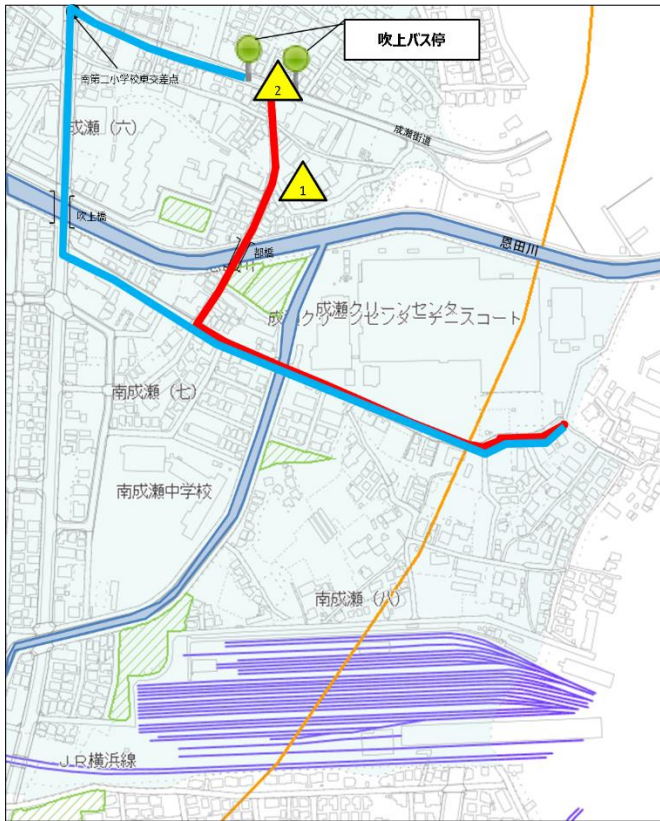 吹上バス停
南第二小学校東交差点
2
成瀬街道
成瀬（六）
1
吹上橋
都橋
恩田川
成瀬クリーンセンター
成瀬クリーンセンターテニスコート
南成瀬（七）
南成瀬中学校
南成瀬（八）
ＪＲ横浜線